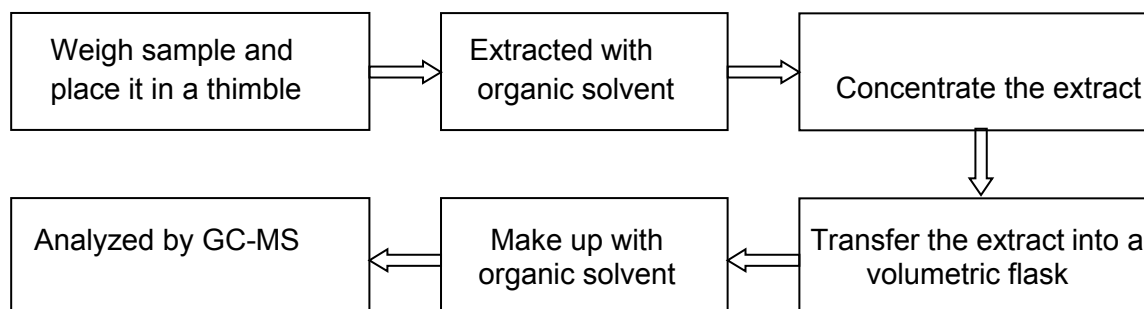 Weigh sample and
place it in a thimble
Extracted with
organic solvent
Concentrate the extract
Transfer the extract into a
volumetric flask
Make up with
organic solvent
Analyzed by GC-MS